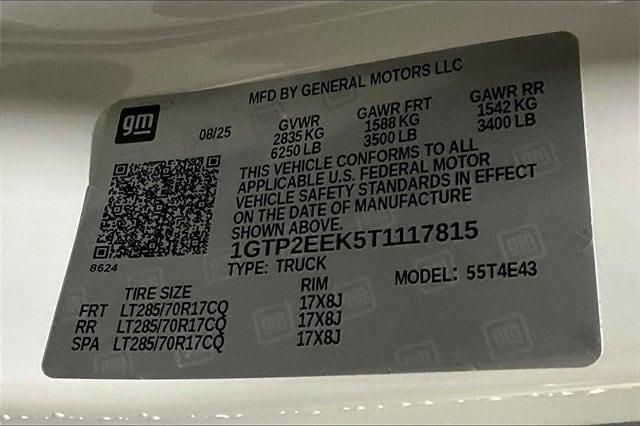 MFD BY GENERAL MOTORS LLC
gm
08/25 GVWR GAWR FRT GAWR RR
2835 KG 1588 KG 1542 KG
6250 LB 3500 LB 3400 LB
THIS VEHICLE CONFORMS TO ALL
APPLICABLE U.S. FEDERAL MOTOR
VEHICLE SAFETY STANDARDS IN EFFECT
ON THE DATE OF MANUFACTURE
SHOWN ABOVE.
8624 1GTP2EEK5T1117815
TYPE: TRUCK MODEL: 55T4E43
TIRE SIZE RIM
FRT LT285/70R17CQ 17X8J
RR LT285/70R17CQ 17X8J
SPA LT285/70R17CQ 17X8J